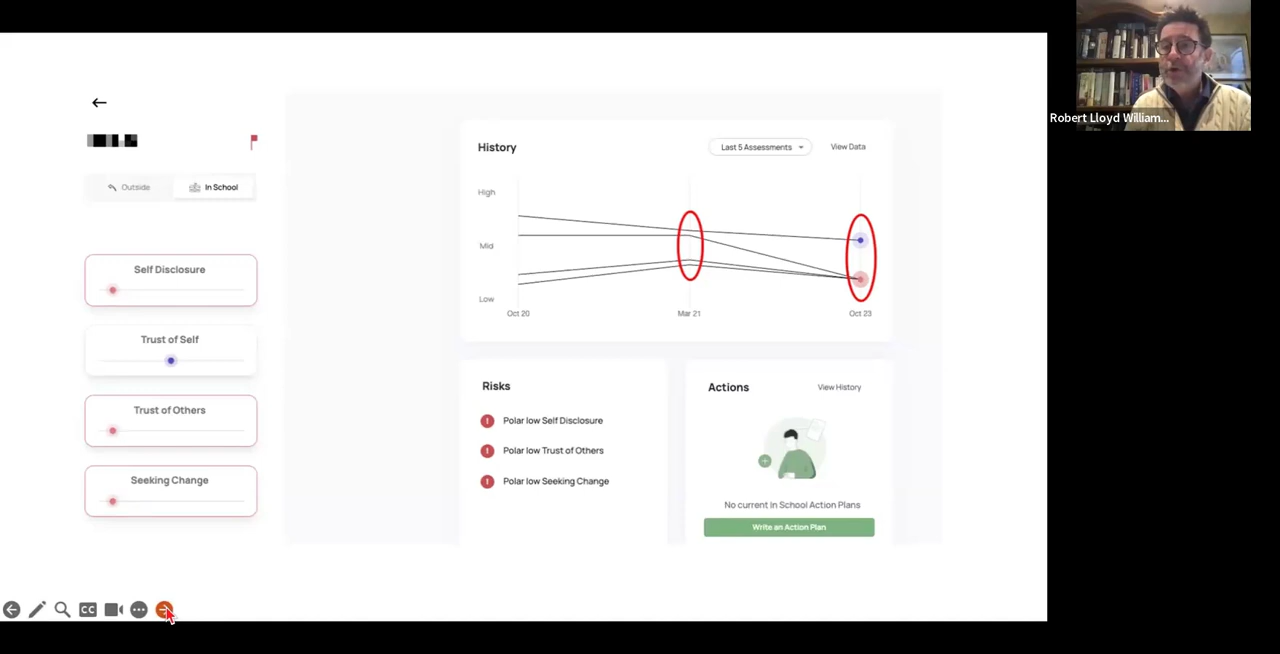 Robert Lloyd William...
Outside
In School
Self Disclosure
Trust of Self
Trust of Others
Seeking Change
History
Last 5 Assessments
View Data
High
Mid
Low
Oct 20
Mar 21
Oct 23
Risks
Polar low Self Disclosure
Polar low Trust of Others
Polar low Seeking Change
Actions
View History
No current In School Action Plans
Write an Action Plan
CC